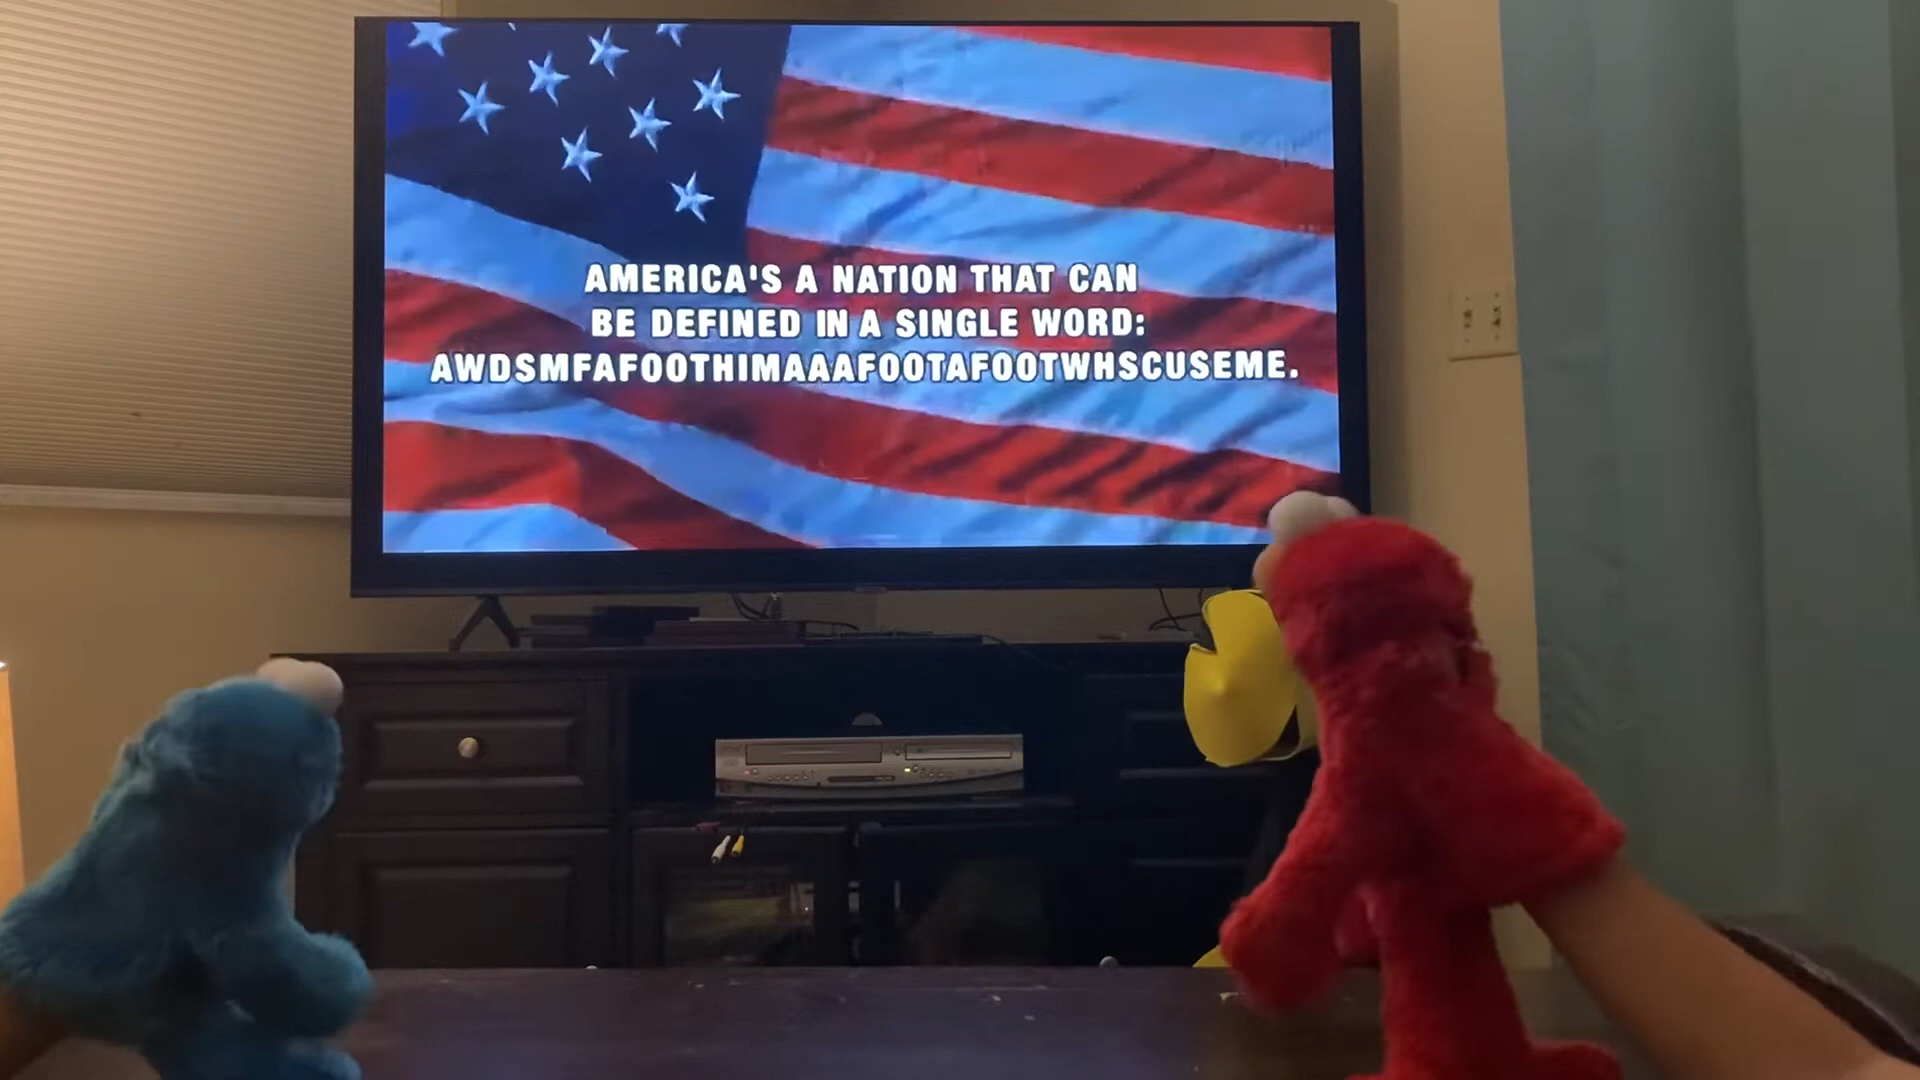 AMERICA'S A NATION THAT CAN
BE DEFINED IN A SINGLE WORD:
AWDSMFAFOOTHIMAAAFOOTAFOOTWHSCUSEME.